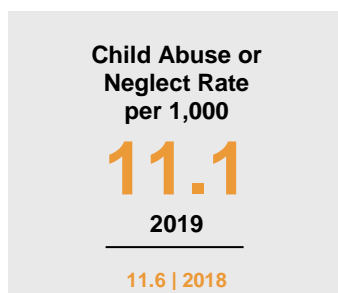 Child Abuse or
Neglect Rate
per 1,000
11.1
2019
11.6 | 2018